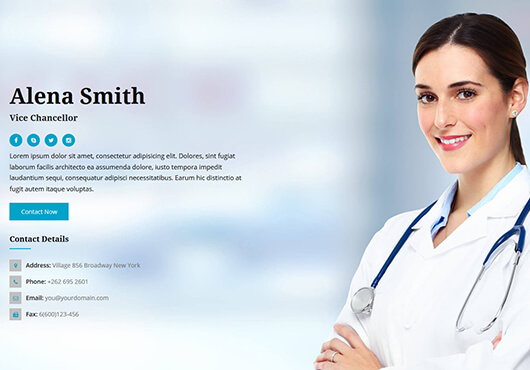 Alena Smith
Vice Chancellor
Lorem ipsum dolor sit amet, consectetur adipisicing elit. Dolores, sint fugiat
laborum facilis architecto ea assumenda dolore, iusto tempora impedit
laudantium sequi, consequatur adipisci necessitatibus. Earum hic distinctio et
fugit autem itaque voluptas.
Contact Now
Contact Details
Address: Village 856 Broadway New York
Phone: +262 695 2601
Email: you@yourdomain.com
Fax: 6(600)123-456